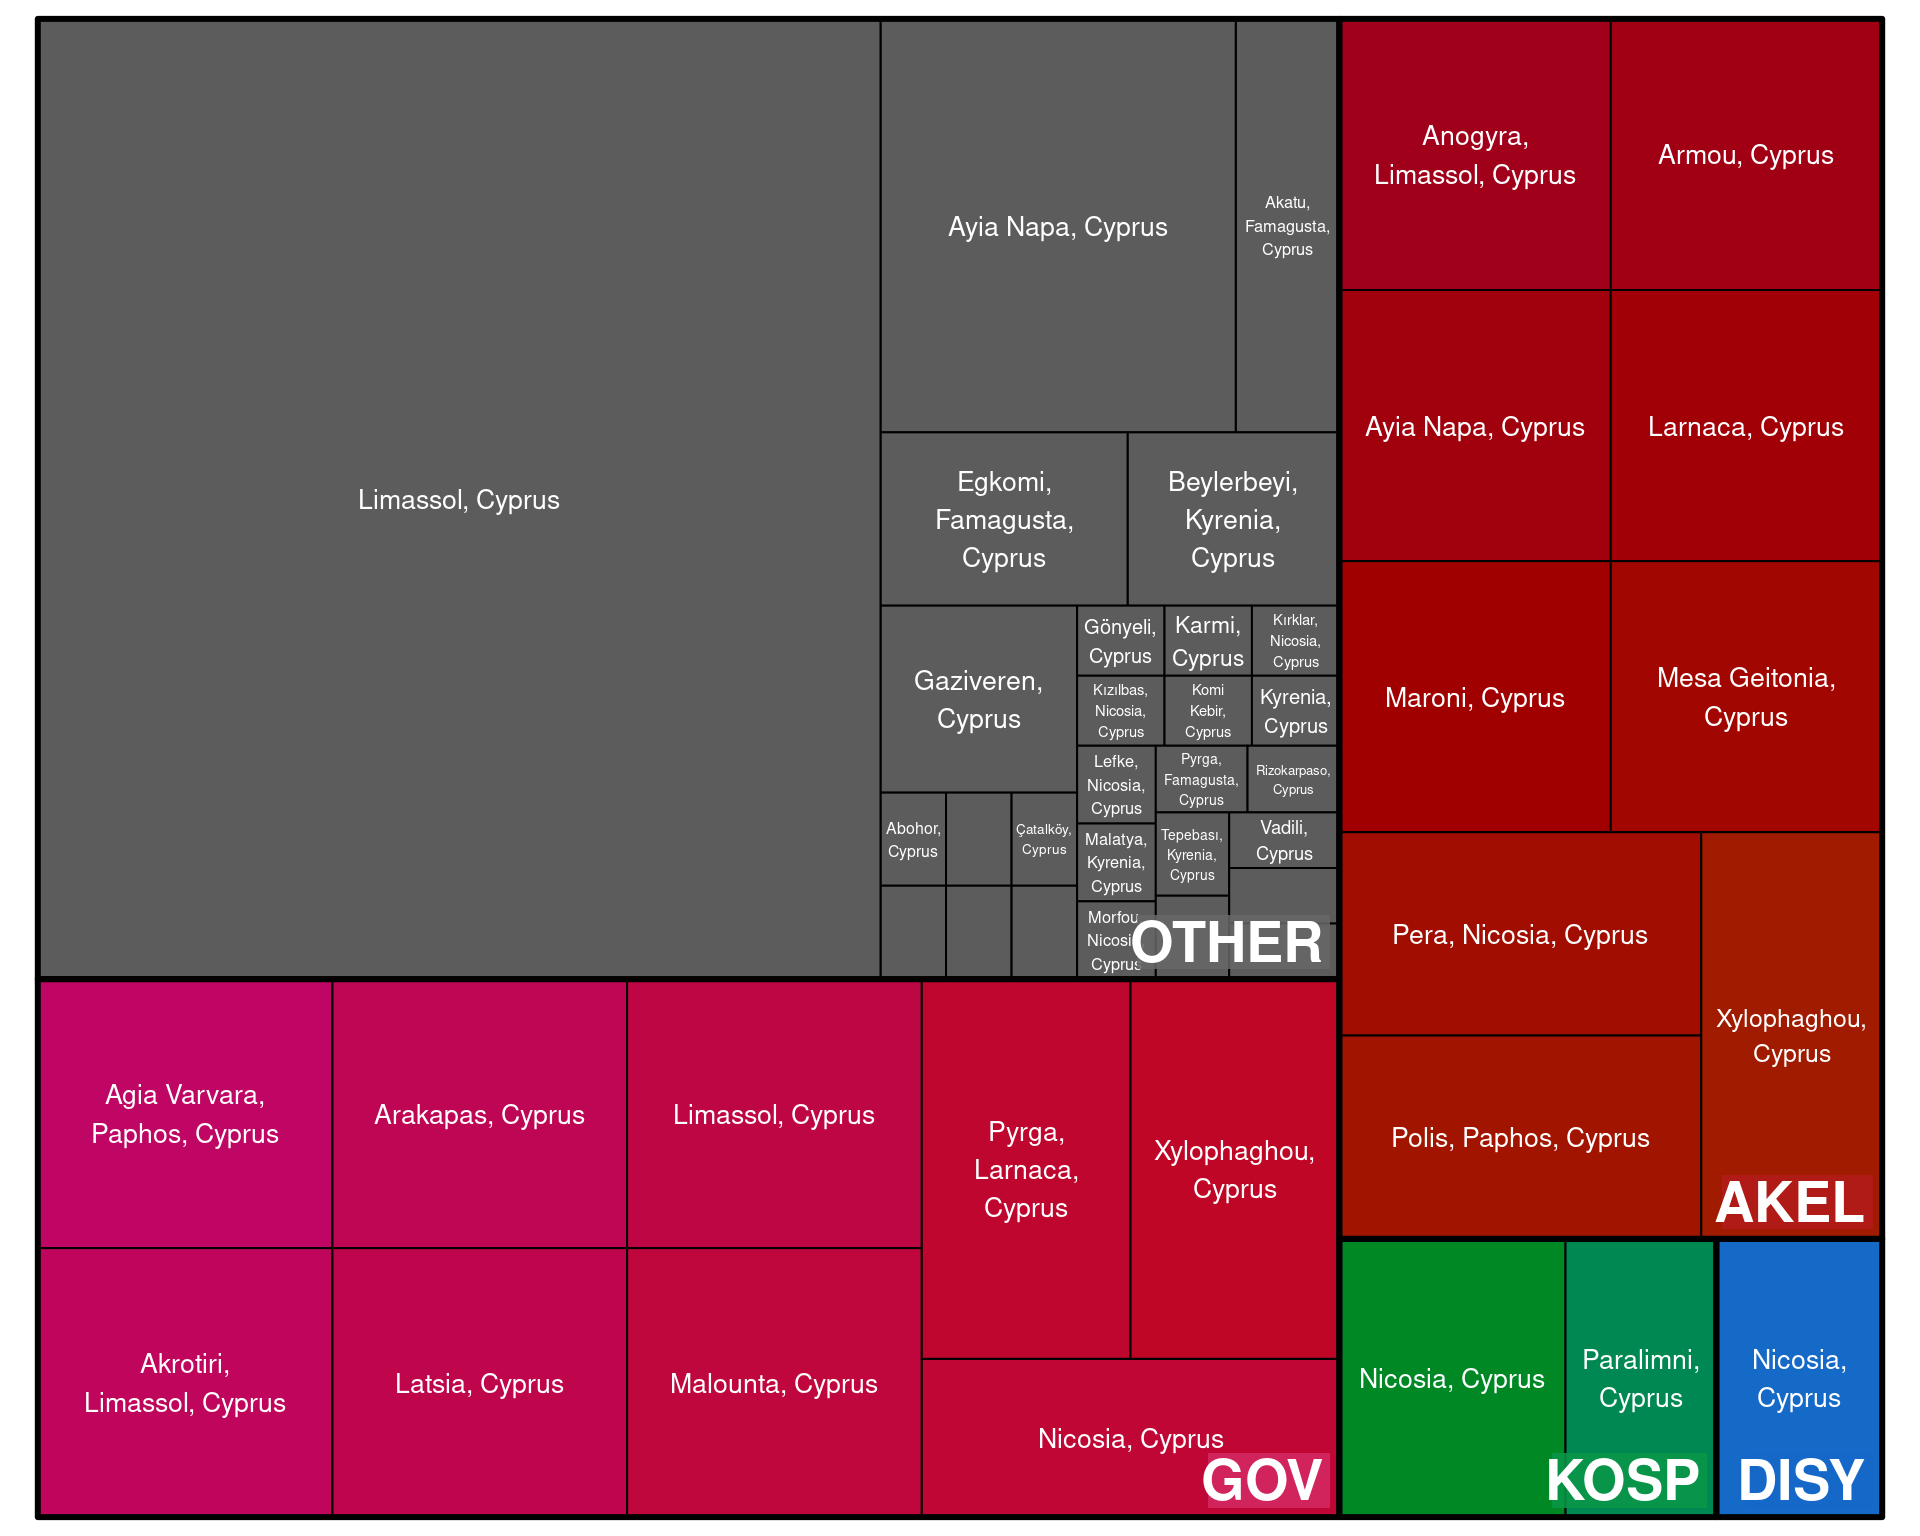 Limassol, Cyprus
Ayia Napa, Cyprus
Akatu,
Famagusta,
Cyprus
Egkomi,
Famagusta,
Cyprus
Beylerbeyi,
Kyrenia,
Cyprus
Gaziveren,
Cyprus
Gönyeli,
Cyprus
Karmi,
Cyprus
Kırklar,
Nicosia,
Cyprus
Kızılbas,
Nicosia,
Cyprus
Komi
Kebir,
Cyprus
Kyrenia,
Cyprus
Lefke,
Nicosia,
Cyprus
Pyrga,
Famagusta,
Cyprus
Rizokarpaso,
Cyprus
Abohor,
Cyprus
Çatalköy,
Cyprus
Malatya,
Kyrenia,
Cyprus
Tepebası,
Kyrenia,
Cyprus
Vadili,
Cyprus
Morfou
Nicosi
Cyprus
OTHER
Anogyra,
Limassol, Cyprus
Armou, Cyprus
Ayia Napa, Cyprus
Larnaca, Cyprus
Maroni, Cyprus
Mesa Geitonia,
Cyprus
Pera, Nicosia, Cyprus
Xylophaghou,
Cyprus
Polis, Paphos, Cyprus
AKEL
Agia Varvara,
Paphos, Cyprus
Arakapas, Cyprus
Limassol, Cyprus
Pyrga,
Larnaca,
Cyprus
Xylophaghou,
Cyprus
Akrotiri,
Limassol, Cyprus
Latsia, Cyprus
Malounta, Cyprus
Nicosia, Cyprus
GOV
Nicosia, Cyprus
Paralimni,
Cyprus
KOSP
Nicosia,
Cyprus
DISY